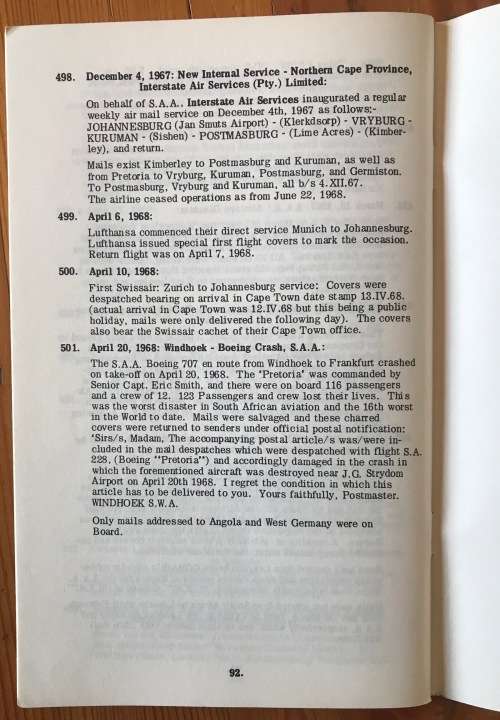 498. December 4, 1967: New Internal Service - Northern Cape Province,
Interstate Air Services (Pty.) Limited:
On behalf of S.A.A., Interstate Air Services inaugurated a regular
weekly air mail service on December 4th, 1967 as follows:-
JOHANNESBURG (Jan Smuts Airport) - (Klerkdsorp) - VRYBURG -
KURUMAN - (Sishen) - POSTMASBURG - (Lime Acres) - (Kimber-
ley), and return.
Mails exist Kimberley to Postmasburg and Kuruman, as well as
from Pretoria to Vryburg, Kuruman, Postmasburg, and Germiston.
To Postmasburg, Vryburg and Kuruman, all b/s 4.XII.67.
The airline ceased operations as from June 22, 1968.
499. April 6, 1968:
Lufthansa commenced their direct service Munich to Johannesburg.
Lufthansa issued special first flight covers to mark the occasion.
Return flight was on April 7, 1968.
500. April 10, 1968:
First Swissair: Zurich to Johannesburg service: Covers were
despatched bearing on arrival in Cape Town date stamp 13.IV.68.
(actual arrival in Cape Town was 12.IV.68 but this being a public
holiday, mails were only delivered the following day). The covers
also bear the Swissair cachet of their Cape Town office.
501. April 20, 1968: Windhoek - Boeing Crash, S.A.A.:
The S.A.A. Boeing 707 en route from Windhoek to Frankfurt crashed
on take-off on April 20, 1968. The "Pretoria" was commanded by
Senior Capt. Eric Smith, and there were on board 116 passengers
and a crew of 12. 123 Passengers and crew lost their lives. This
was the worst disaster in South African aviation and the 16th worst
in the World to date. Mails were salvaged and these charred
covers were returned to senders under official postal notification:
'Sirs/s, Madam, The accompanying postal article/s was/were in-
cluded in the mail despatches which were despatched with flight S.A.
228, (Boeing "Pretoria") and accordingly damaged in the crash in
which the forementioned aircraft was destroyed near J.G. Strydom
Airport on April 20th 1968. I regret the condition in which this
article has to be delivered to you. Yours faithfully, Postmaster.
WINDHOEK S.W.A.
Only mails addressed to Angola and West Germany were on
Board.
92.